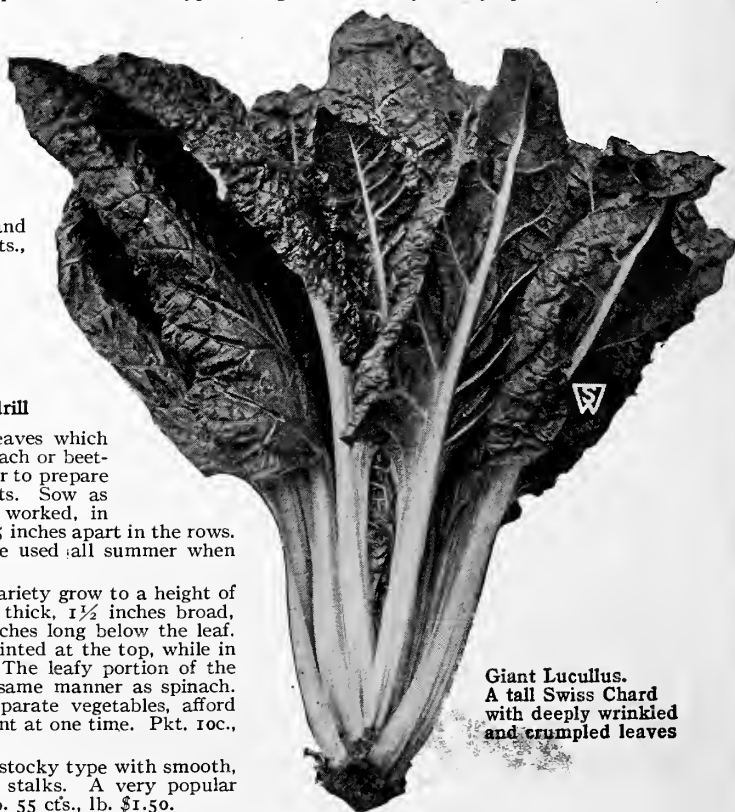 and
ts.,
drill
eaves which
ach or beet-
r to prepare
ts. Sow as
worked, in
inches apart in the rows.
e used all summer when
ariety grow to a height of
thick, 1½ inches broad,
ches long below the leaf.
inted at the top, while in
The leafy portion of the
same manner as spinach.
parate vegetables, afford
nt at one time. Pkt. 10c.,
stocky type with smooth,
stalks. A very popular
. 55 cts., lb. $1.50.
WS
Giant Lucullus.
A tall Swiss Chard
with deeply wrinkled
and crumpled leaves